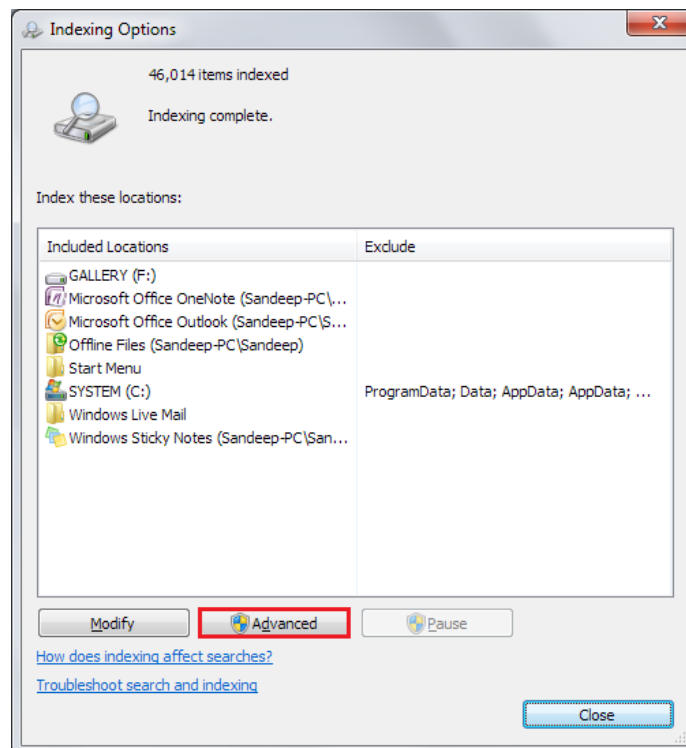 Indexing Options
46,014 items indexed
Indexing complete.
Index these locations:
Included Locations Exclude
GALLERY (F:)
Microsoft Office OneNote (Sandeep-PC\...
Microsoft Office Outlook (Sandeep-PC\S...
Offline Files (Sandeep-PC\Sandeep)
Start Menu
SYSTEM (C:) ProgramData; Data; AppData; AppData; ...
Windows Live Mail
Windows Sticky Notes (Sandeep-PC\San...
Modify Advanced Pause
How does indexing affect searches?
Troubleshoot search and indexing
Close